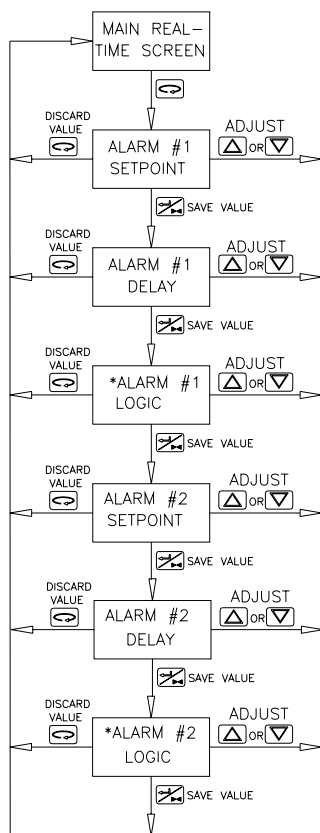 MAIN REAL-
TIME SCREEN
DISCARD
VALUE
ALARM #1
SETPOINT
ADJUST
OR
SAVE VALUE
DISCARD
VALUE
ALARM #1
DELAY
ADJUST
OR
SAVE VALUE
DISCARD
VALUE
*ALARM #1
LOGIC
ADJUST
OR
SAVE VALUE
DISCARD
VALUE
ALARM #2
SETPOINT
ADJUST
OR
SAVE VALUE
DISCARD
VALUE
ALARM #2
DELAY
ADJUST
OR
SAVE VALUE
DISCARD
VALUE
*ALARM #2
LOGIC
ADJUST
OR
SAVE VALUE